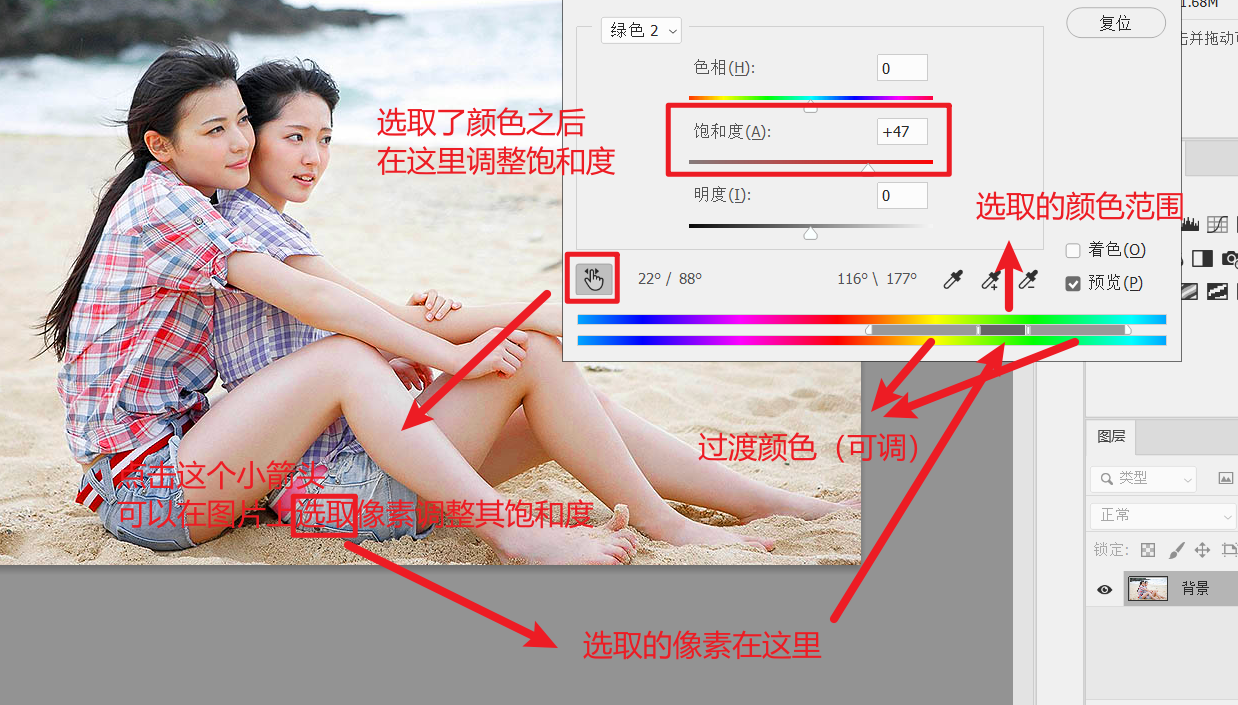 1.68M
绿色 2
复位
击并拖动可
色相(H):
0
选取了颜色之后
在这里调整饱和度
饱和度(A):
+47
明度(I):
0
选取的颜色范围
着色(O)
22° / 88°
116° \ 177°
预览(P)
过渡颜色（可调）
图层
点击这个小箭头
可以在图片上选取像素调整其饱和度
类型
正常
锁定:
背景
选取的像素在这里